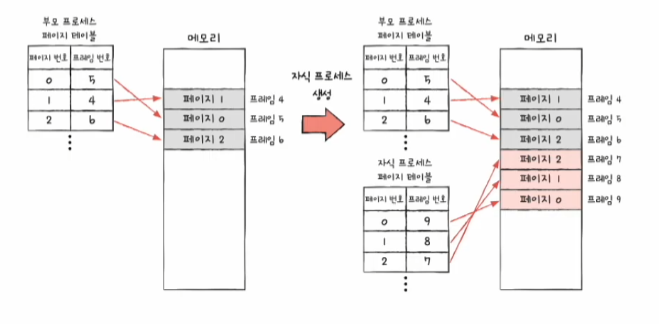 부모 프로세스
페이지 테이블
페이지 번호 프레임 번호
0 5
1 4
2 6
메모리
페이지 1 프레임 4
페이지 0 프레임 5
페이지 2 프레임 6
자식 프로세스
생성
부모 프로세스
페이지 테이블
페이지 번호 프레임 번호
0 5
1 4
2 6
자식 프로세스
페이지 테이블
페이지 번호 프레임 번호
0 9
1 8
2 7
메모리
페이지 1 프레임 4
페이지 0 프레임 5
페이지 2 프레임 6
페이지 2 프레임 7
페이지 1 프레임 8
페이지 0 프레임 9